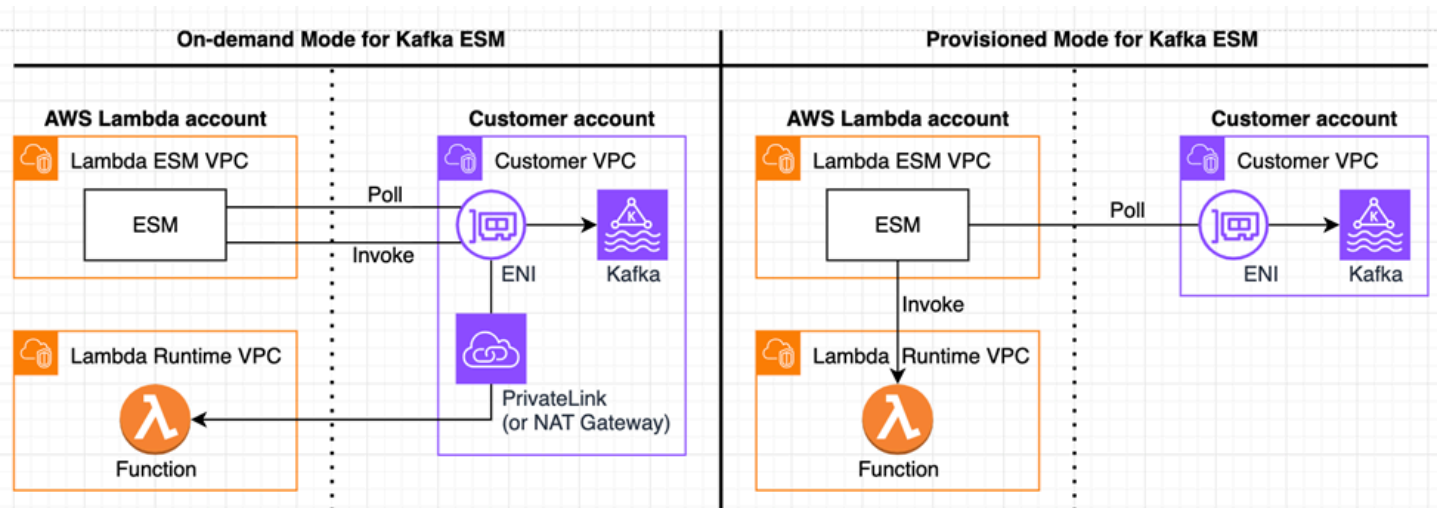 On-demand Mode for Kafka ESM
AWS Lambda account
Customer account
Lambda ESM VPC
Customer VPC
ESM
Poll
Invoke
ENI
K
Kafka
Lambda Runtime VPC
Function
PrivateLink
(or NAT Gateway)
Provisioned Mode for Kafka ESM
AWS Lambda account
Customer account
Lambda ESM VPC
Customer VPC
ESM
Poll
ENI
K
Kafka
Invoke
Lambda Runtime VPC
Function